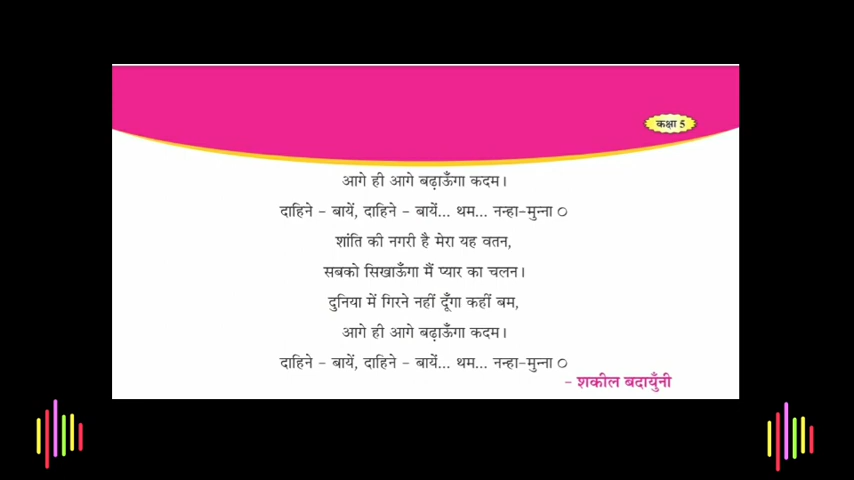 कक्षा 5
आगे ही आगे बढ़ाऊँगा कदम।
दाहिने - बायें, दाहिने - बायें... थम... नन्हा-मुन्ना ○
शांति की नगरी है मेरा यह वतन,
सबको सिखाऊँगा मैं प्यार का चलन।
दुनिया में गिरने नहीं दूँगा कहीं बम,
आगे ही आगे बढ़ाऊँगा कदम।
दाहिने - बायें, दाहिने - बायें... थम... नन्हा-मुन्ना ○
- शकील बदायुँनी